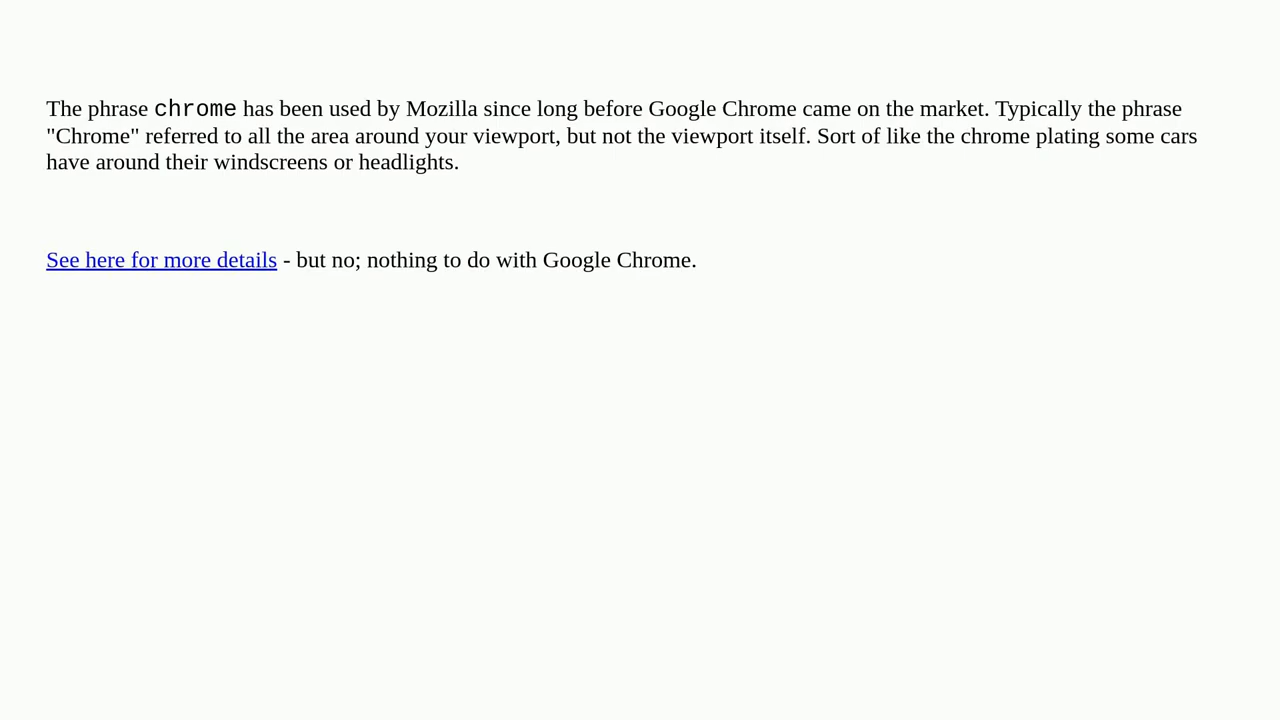 The phrase chrome has been used by Mozilla since long before Google Chrome came on the market. Typically the phrase
"Chrome" referred to all the area around your viewport, but not the viewport itself. Sort of like the chrome plating some cars
have around their windscreens or headlights.
See here for more details - but no; nothing to do with Google Chrome.